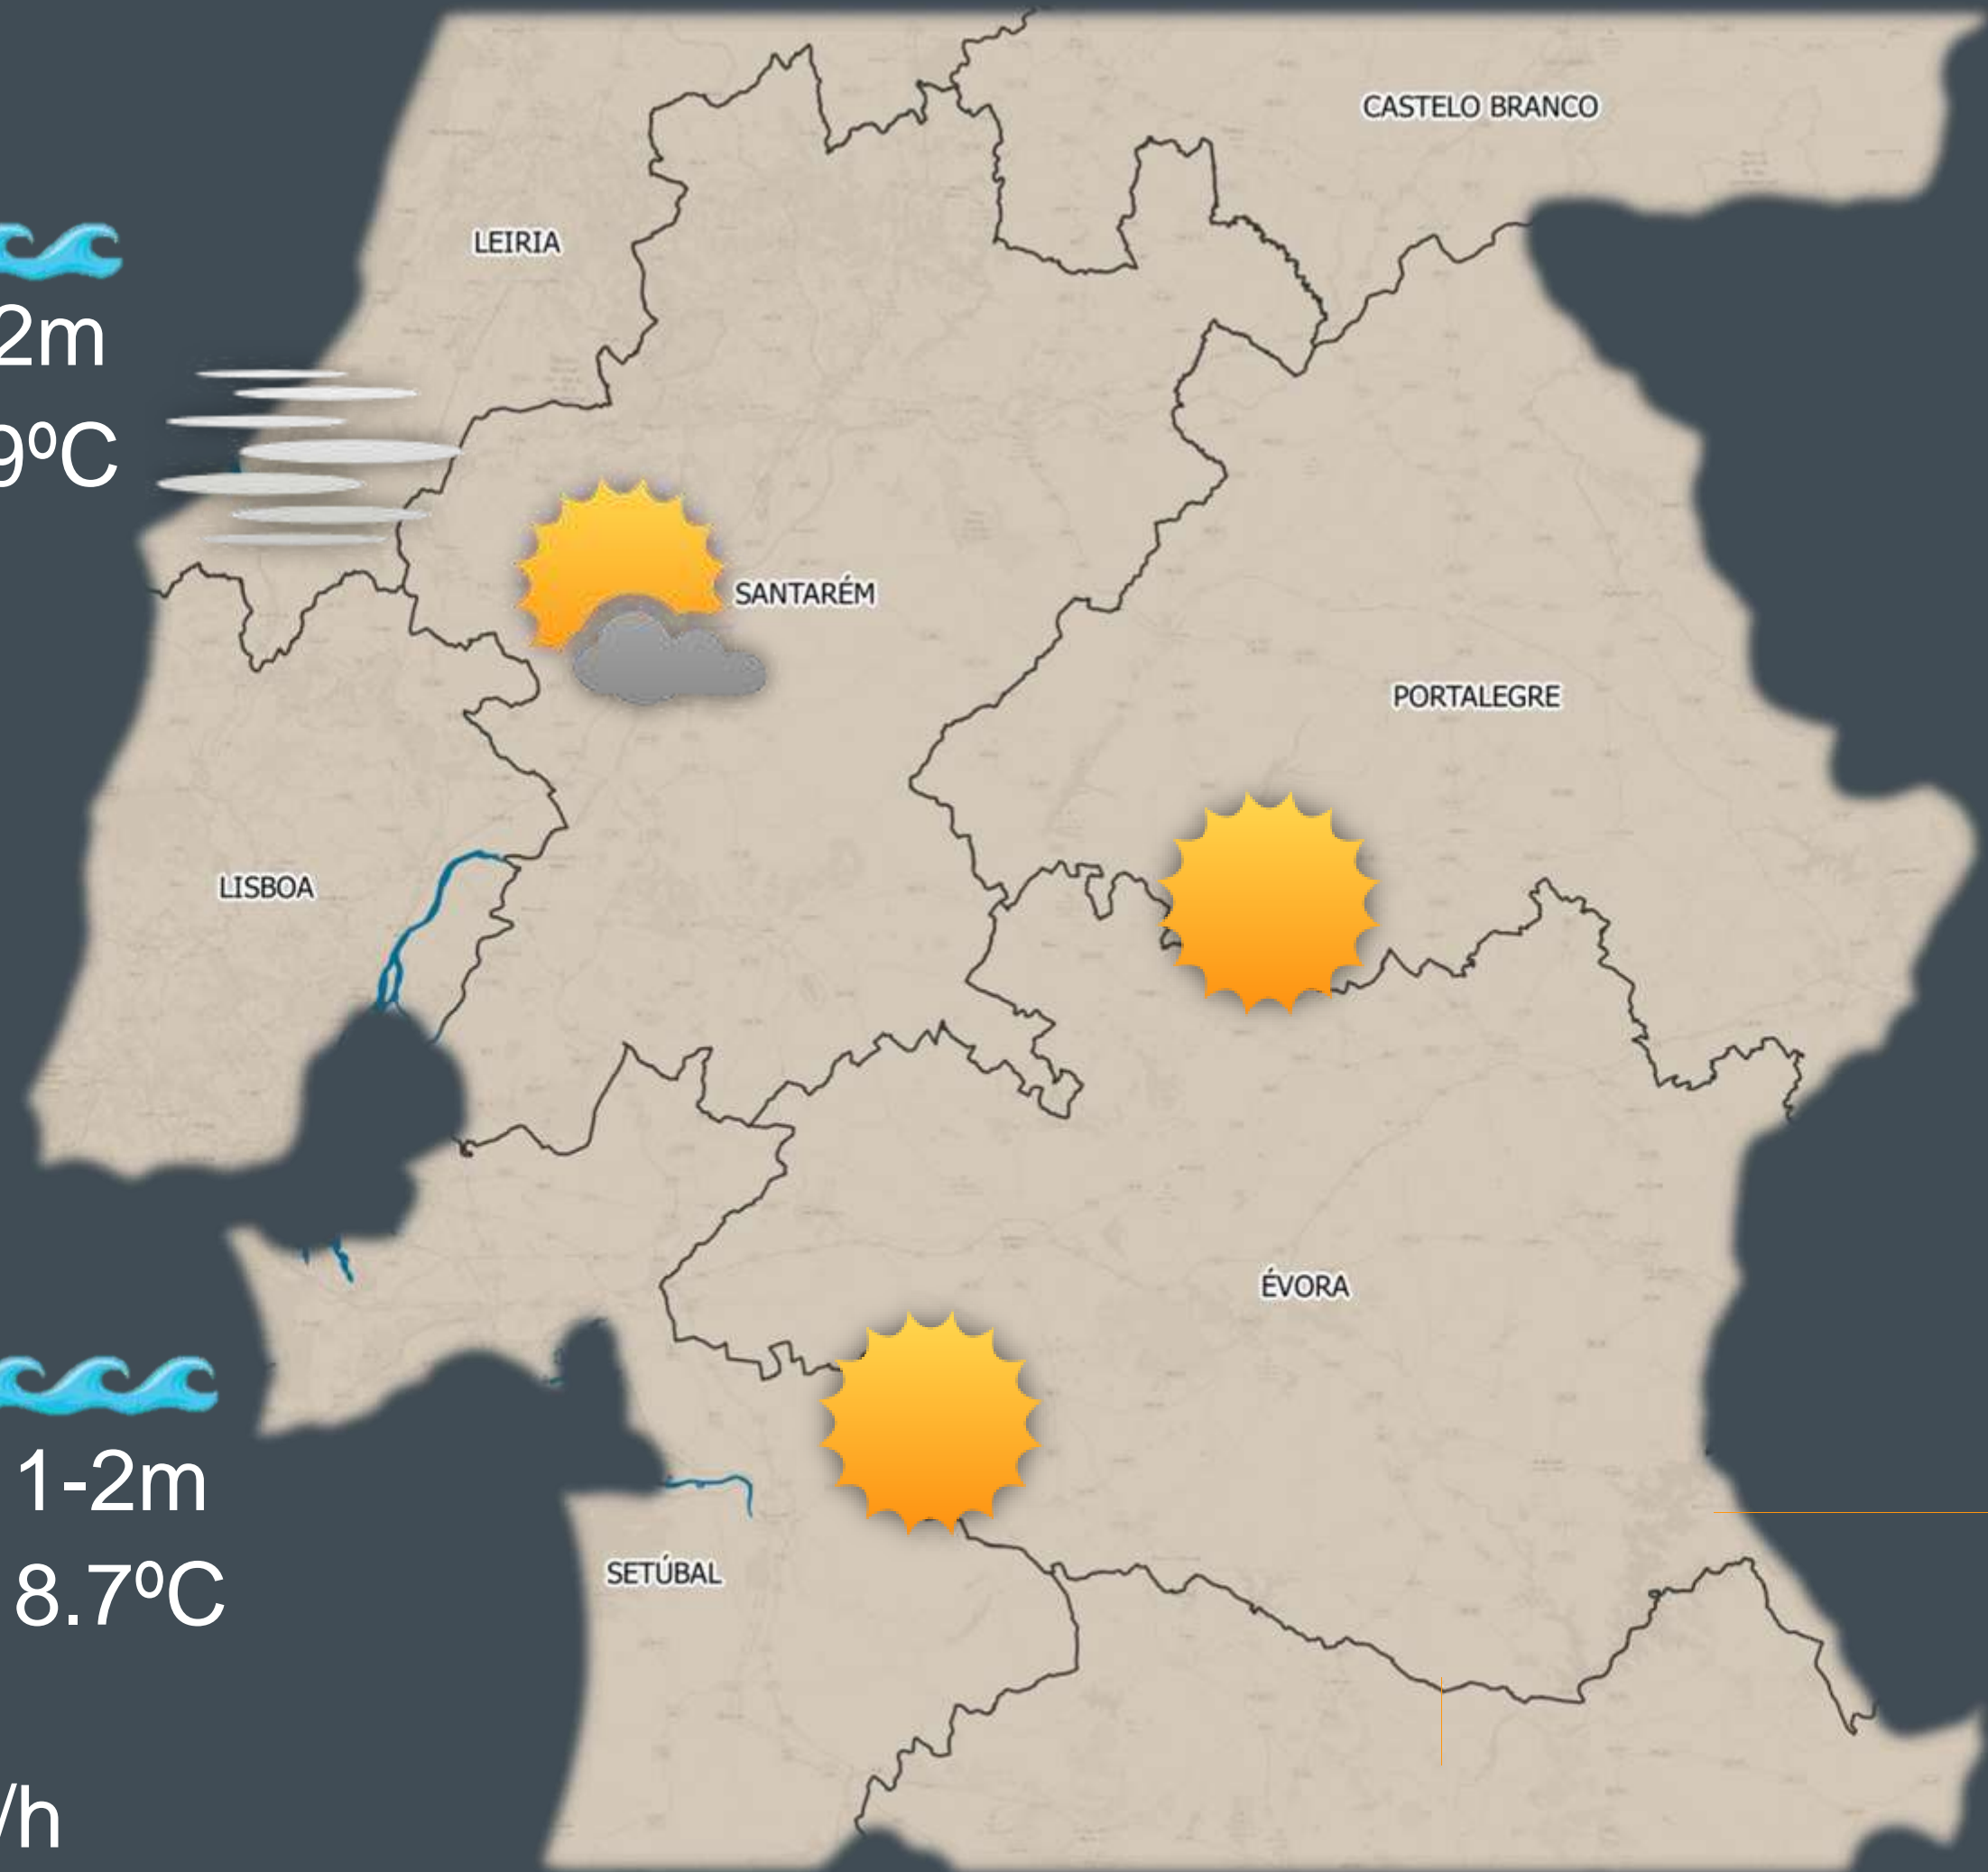 CASTELO BRANCO
LEIRIA
2m
9ºC
SANTARÉM
PORTALEGRE
LISBOA
ÉVORA
1-2m
8.7ºC
SETÚBAL
/h